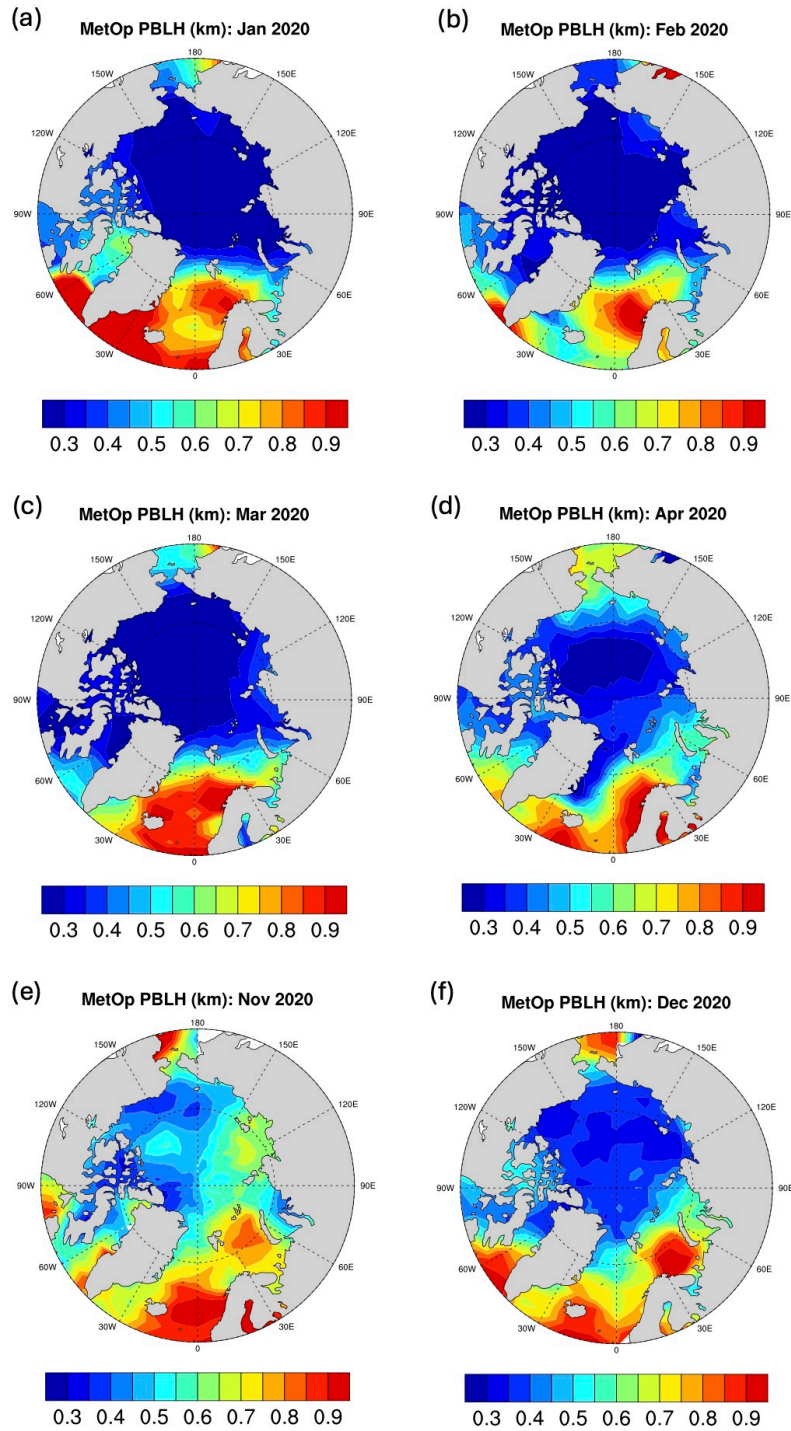 (a)
MetOp PBLH (km): Jan 2020
180
150W 150E
120W 120E
90W 90E
60W 60E
30W 30E
0
0.3 0.4 0.5 0.6 0.7 0.8 0.9
(b)
MetOp PBLH (km): Feb 2020
180
150W 150E
120W 120E
90W 90E
60W 60E
30W 30E
0
0.3 0.4 0.5 0.6 0.7 0.8 0.9
(c)
MetOp PBLH (km): Mar 2020
180
150W 150E
120W 120E
90W 90E
60W 60E
30W 30E
0
0.3 0.4 0.5 0.6 0.7 0.8 0.9
(d)
MetOp PBLH (km): Apr 2020
180
150W 150E
120W 120E
90W 90E
60W 60E
30W 30E
0
0.3 0.4 0.5 0.6 0.7 0.8 0.9
(e)
MetOp PBLH (km): Nov 2020
180
150W 150E
120W 120E
90W 90E
60W 60E
30W 30E
0
0.3 0.4 0.5 0.6 0.7 0.8 0.9
(f)
MetOp PBLH (km): Dec 2020
180
150W 150E
120W 120E
90W 90E
60W 60E
30W 30E
0
0.3 0.4 0.5 0.6 0.7 0.8 0.9